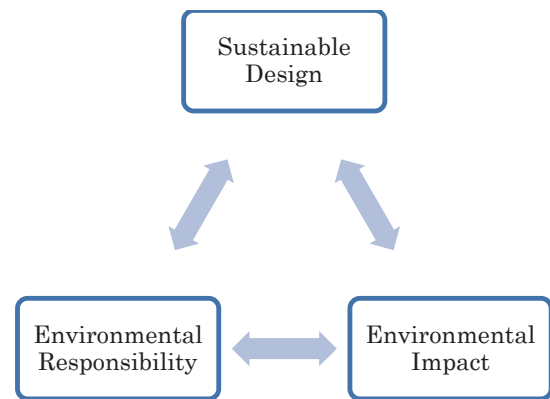 Sustainable
Design
Environmental
Responsibility
Environmental
Impact